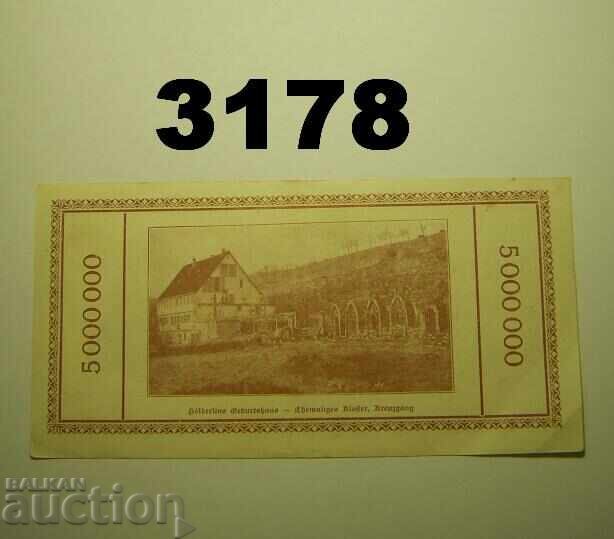 3178
5000000
5000000
Hölderlins Geburtshaus — Ehemaliges Kloster, Kreuzgang
BALKAN
auction